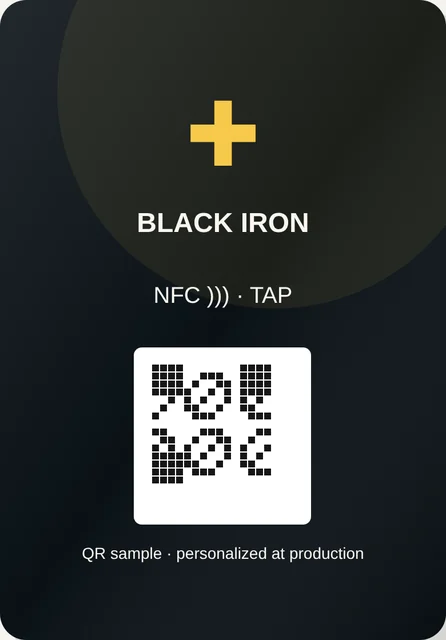 BLACK IRON
NFC ))) · TAP
QR sample · personalized at production